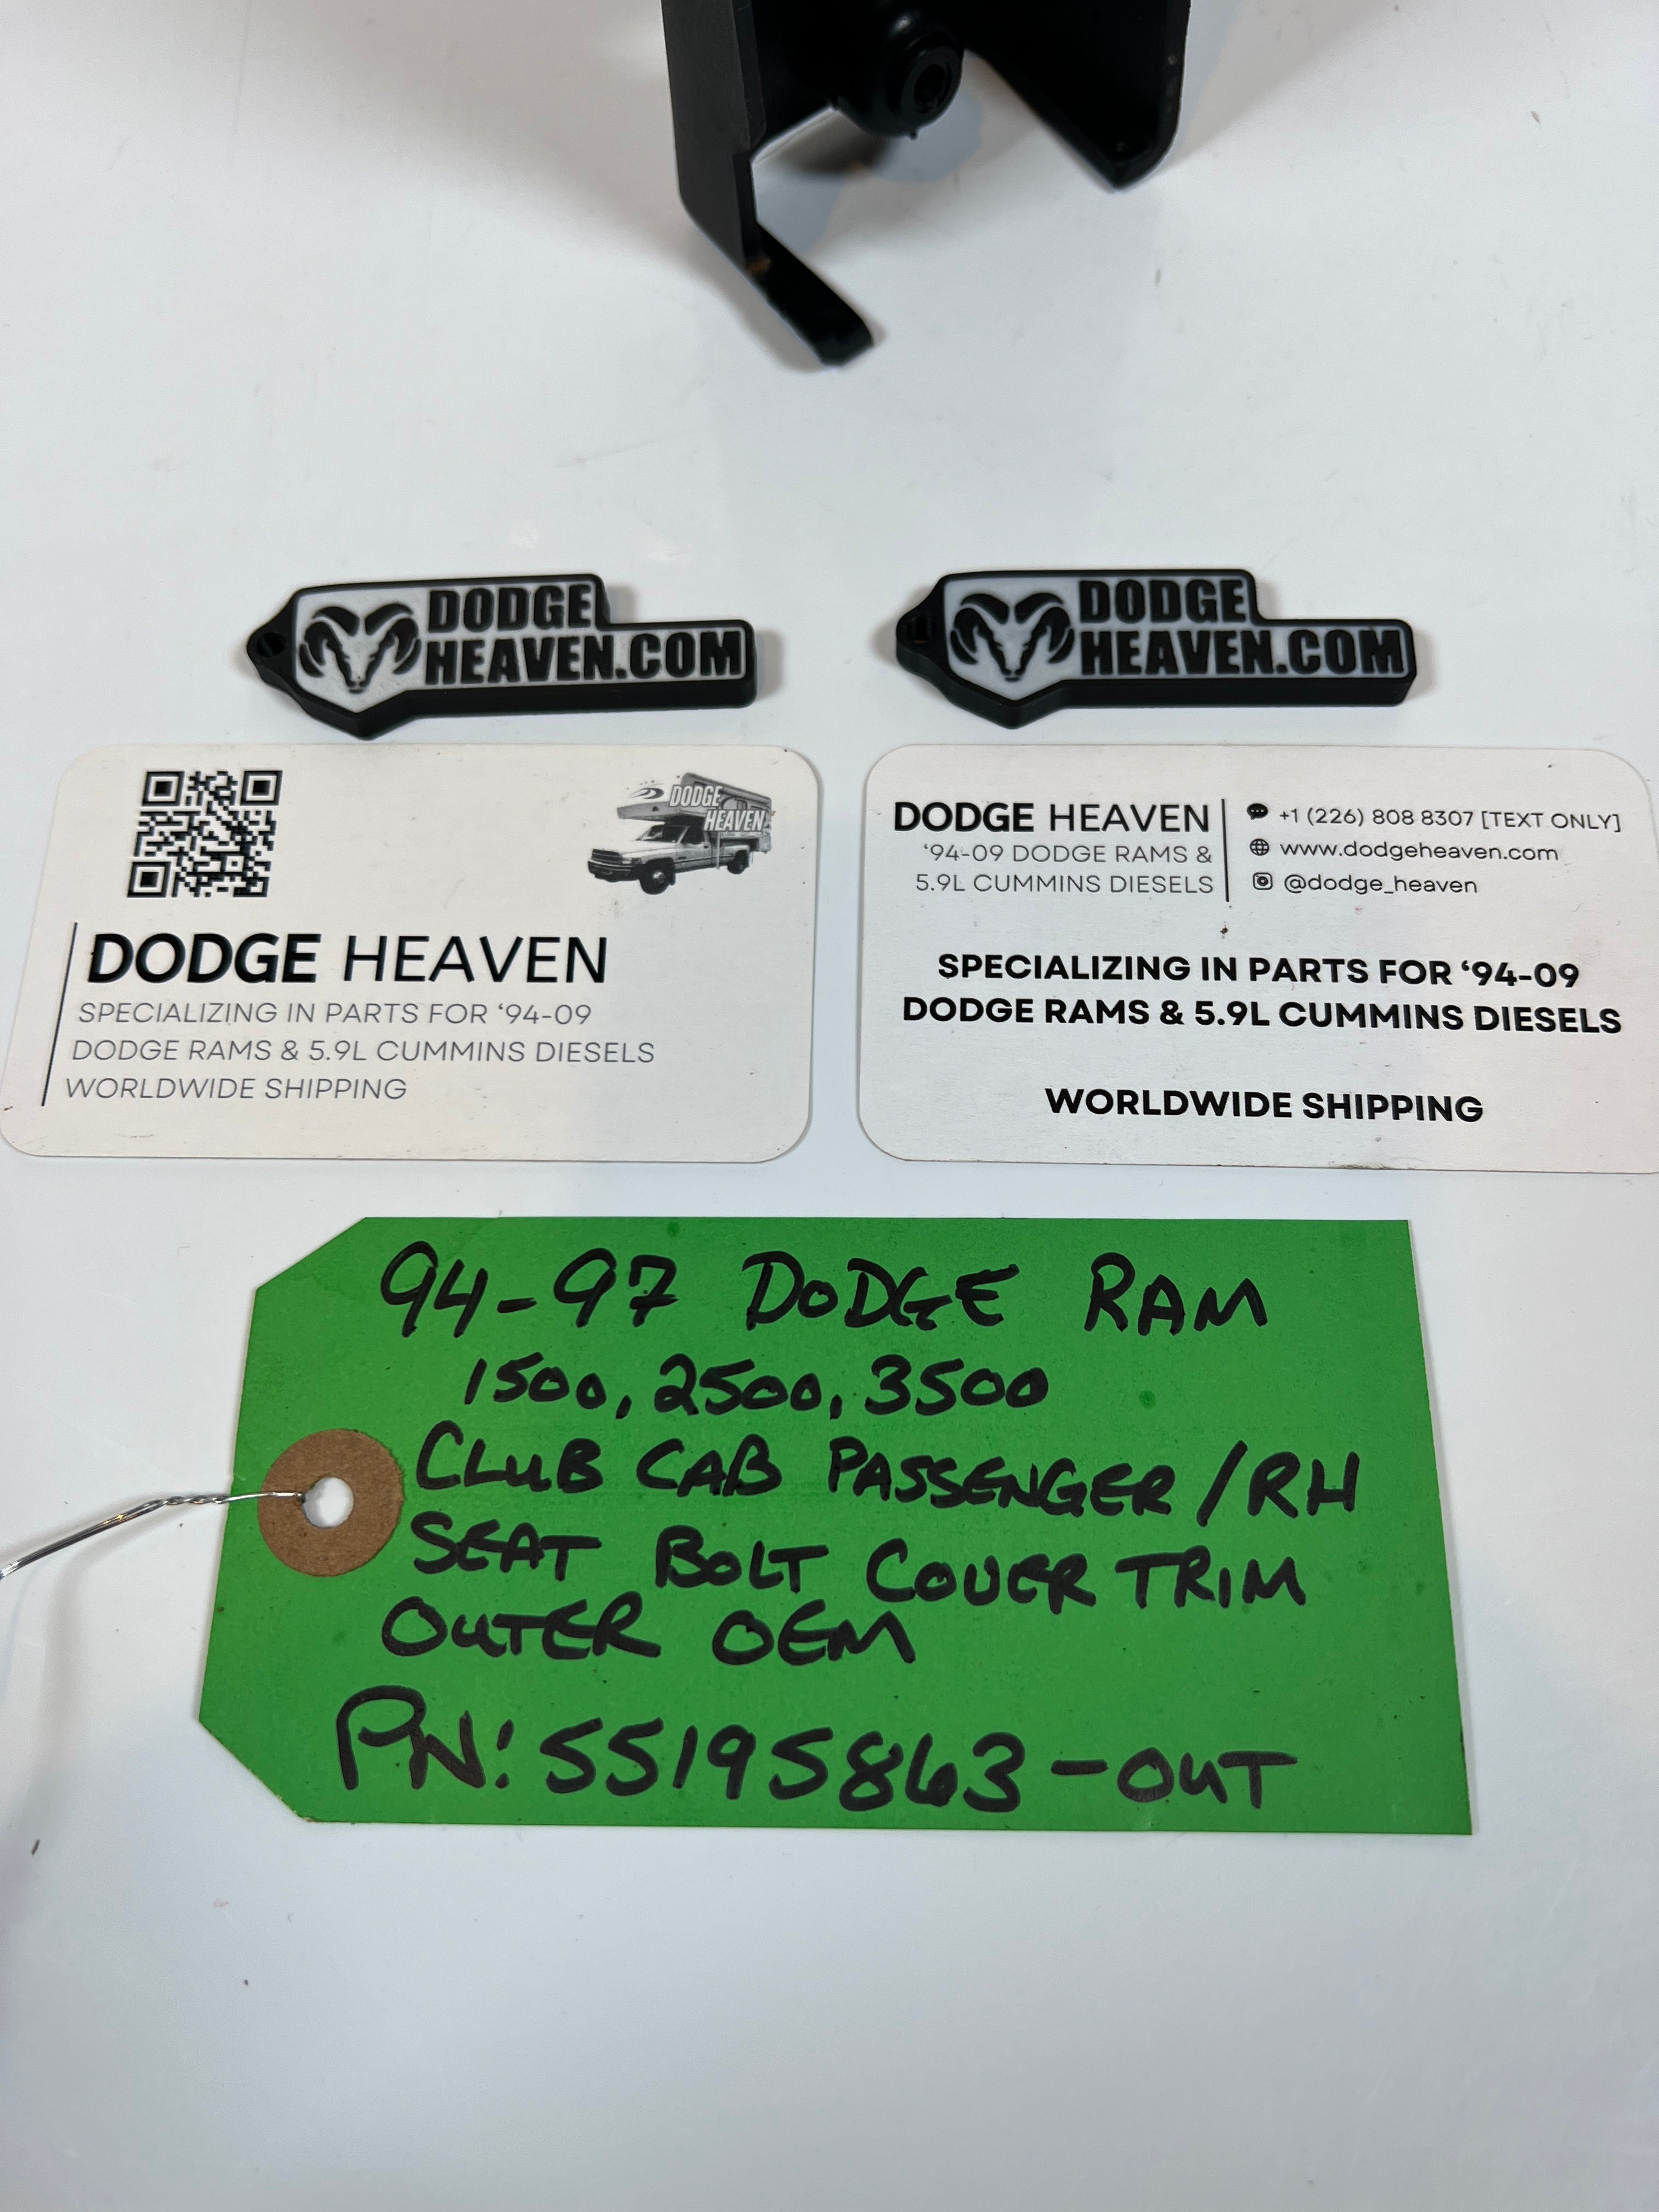 DODGE
HEAVEN.COM
DODGE
HEAVEN.COM
DODGE
HEAVEN
DODGE HEAVEN
SPECIALIZING IN PARTS FOR ‘94-09
DODGE RAMS & 5.9L CUMMINS DIESELS
WORLDWIDE SHIPPING
DODGE HEAVEN
‘94-09 DODGE RAMS &
5.9L CUMMINS DIESELS
+1 (226) 808 8307 [TEXT ONLY]
www.dodgeheaven.com
@dodge_heaven
SPECIALIZING IN PARTS FOR ‘94-09
DODGE RAMS & 5.9L CUMMINS DIESELS
WORLDWIDE SHIPPING
94-97 DODGE RAM
1500, 2500, 3500
CLUB CAB PASSENGER/RH
SEAT BOLT COVER TRIM
OUTER OEM
PN: 55195863-OUT